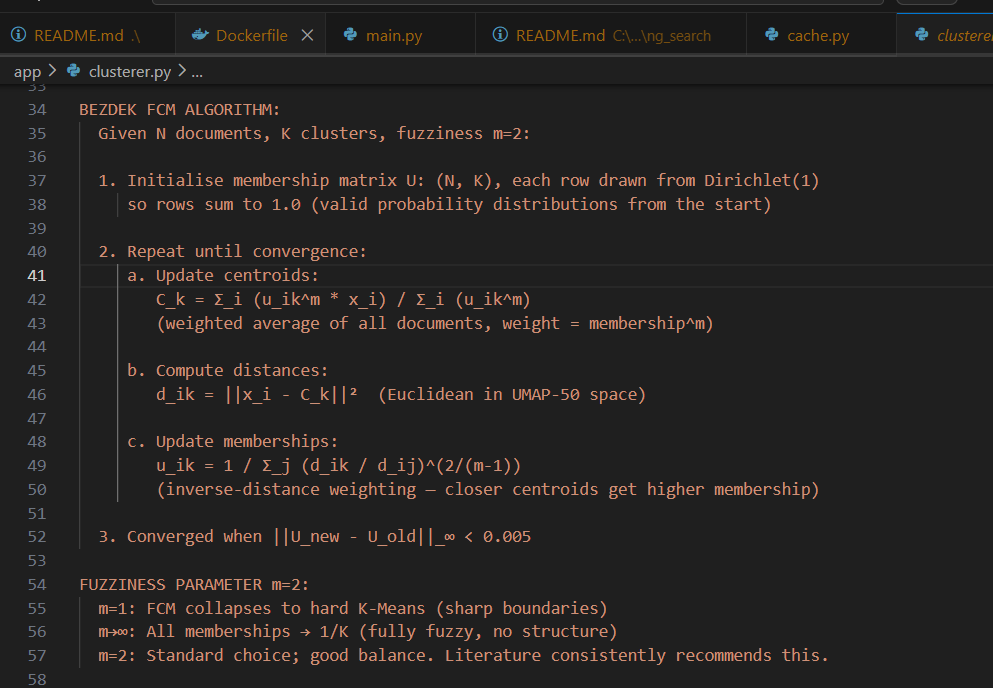 README.md .\
Dockerfile
main.py
README.md C:\...\ng_search
cache.py
clusterer
app > clusterer.py > ...
33
34 BEZDEK FCM ALGORITHM:
35 Given N documents, K clusters, fuzziness m=2:
36
37 1. Initialise membership matrix U: (N, K), each row drawn from Dirichlet(1)
38 so rows sum to 1.0 (valid probability distributions from the start)
39
40 2. Repeat until convergence:
41 a. Update centroids:
42 C_k = Σ_i (u_ik^m * x_i) / Σ_i (u_ik^m)
43 (weighted average of all documents, weight = membership^m)
44
45 b. Compute distances:
46 d_ik = ||x_i - C_k||² (Euclidean in UMAP-50 space)
47
48 c. Update memberships:
49 u_ik = 1 / Σ_j (d_ik / d_ij)^(2/(m-1))
50 (inverse-distance weighting — closer centroids get higher membership)
51
52 3. Converged when ||U_new - U_old||_∞ < 0.005
53
54 FUZZINESS PARAMETER m=2:
55 m=1: FCM collapses to hard K-Means (sharp boundaries)
56 m→∞: All memberships → 1/K (fully fuzzy, no structure)
57 m=2: Standard choice; good balance. Literature consistently recommends this.
58